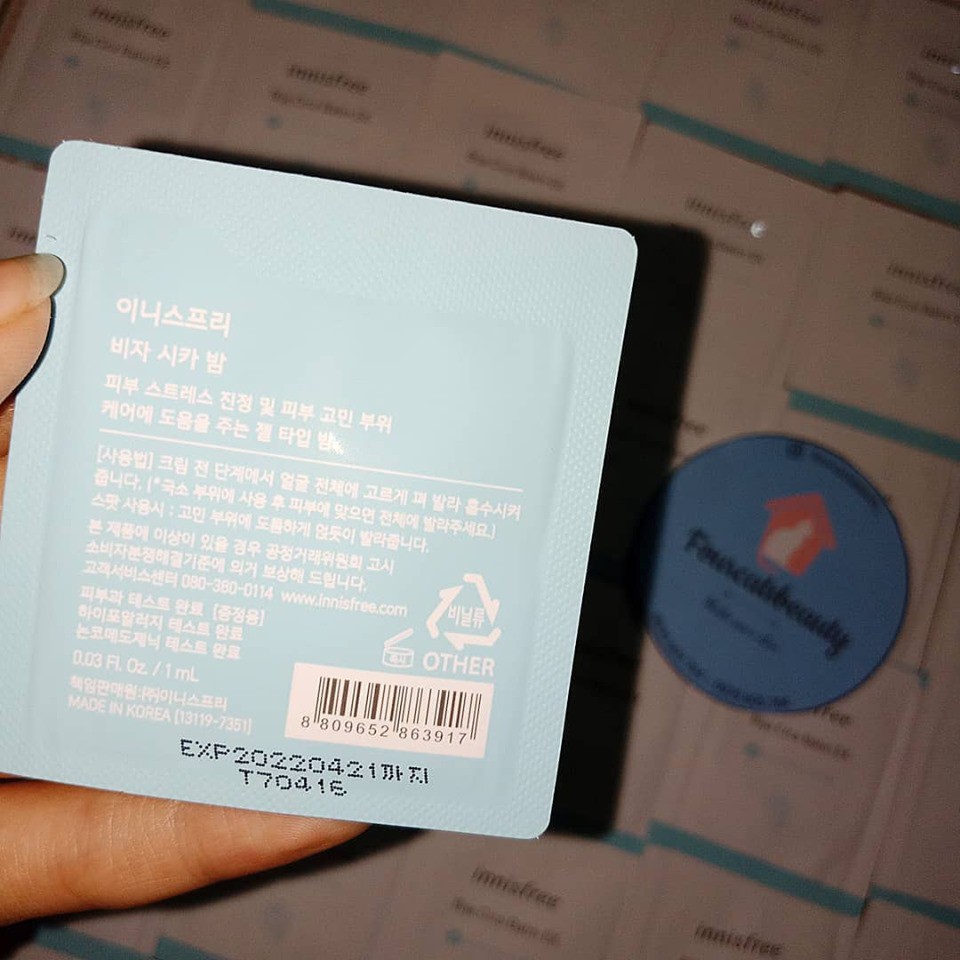 이니스프리
비자 시카 밤
피부 스트레스 진정 및 피부 고민 부위
케어에 도움을 주는 젤 타입 밤
[사용법] 크림 전 단계에서 얼굴 전체에 고르게 펴 발라 흡수시켜
줍니다. (*국소 부위에 사용 후 피부에 맞으면 전체에 발라주세요.)
스팟 사용시 : 고민 부위에 도톰하게 얹듯이 발라줍니다.
본 제품에 이상이 있을 경우 공정거래위원회 고시
소비자분쟁해결기준에 의거 보상해 드립니다.
고객서비스센터 080-380-0114 www.innisfree.com
피부과 테스트 완료 [증정용]
하이포알러지 테스트 완료
논코메도제닉 테스트 완료
0.03 Fl. Oz. / 1 mL
책임판매원:㈜이니스프리
MADE IN KOREA (13119-7351)
비닐류
OTHER
8 809652 863917
EXP20220421까지
T70416
Fourcatsbeauty
innisfree
innisfree
innisfree
innisfree
innisfree
innisfree